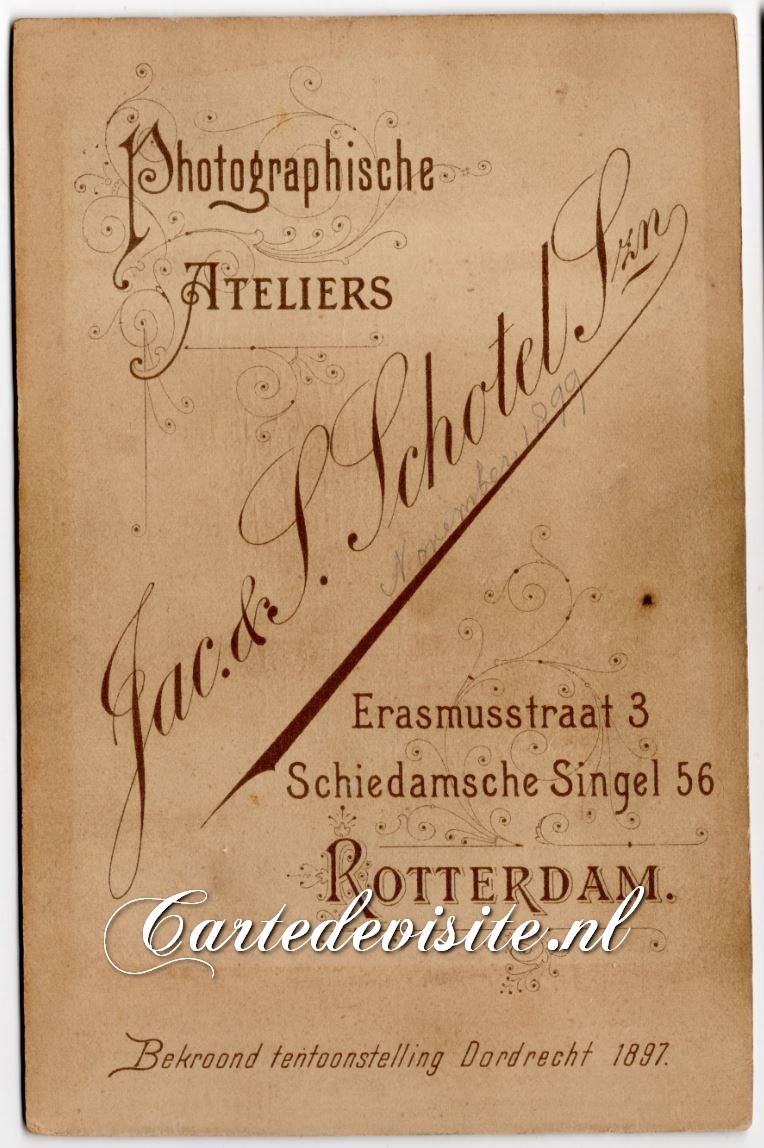 Photographische
Ateliers
Jac. & S. Schotel Szn
November 1899
Erasmusstraat 3
Schiedamsche Singel 56
Rotterdam.
Cartedevisite.nl
Bekroond tentoonstelling Dordrecht 1897.